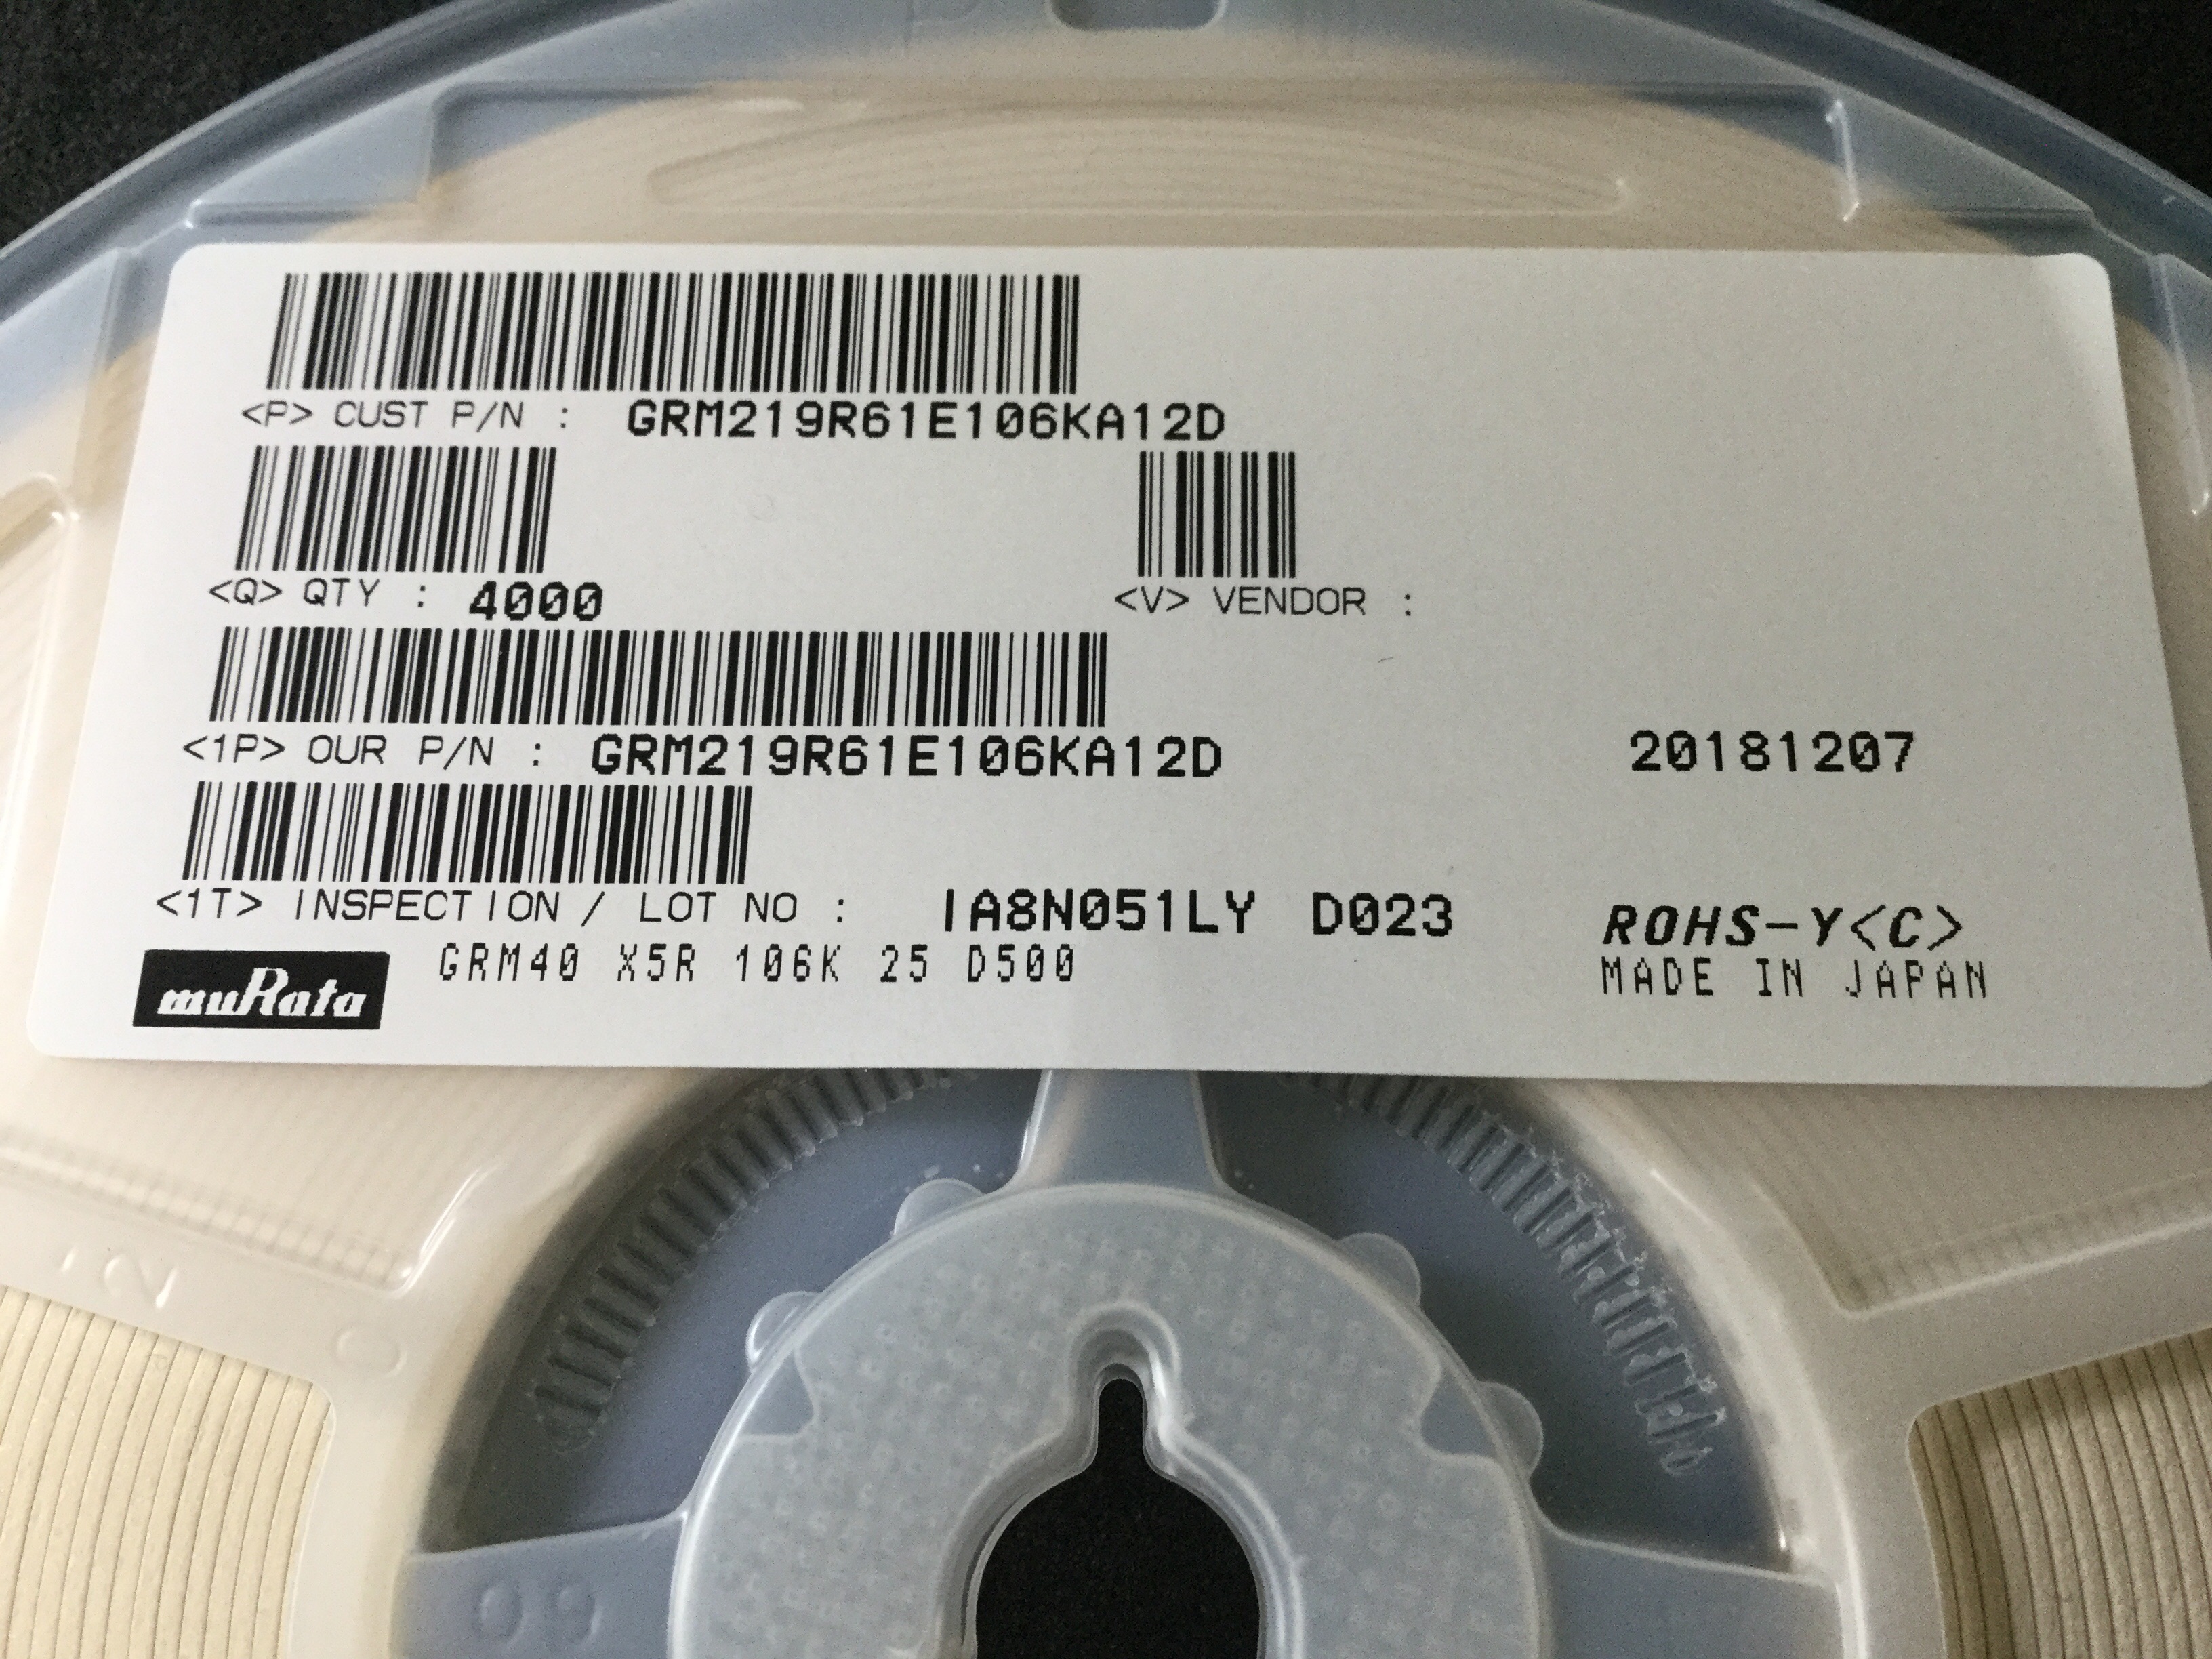 <P> CUST P/N : GRM219R61E106KA12D
<Q> QTY : 4000
<V> VENDOR :
<1P> OUR P/N : GRM219R61E106KA12D
20181207
<1T> INSPECTION / LOT NO : IA8N051LY D023
ROHS-Y<C>
muRata
GRM40 X5R 106K 25 D500
MADE IN JAPAN